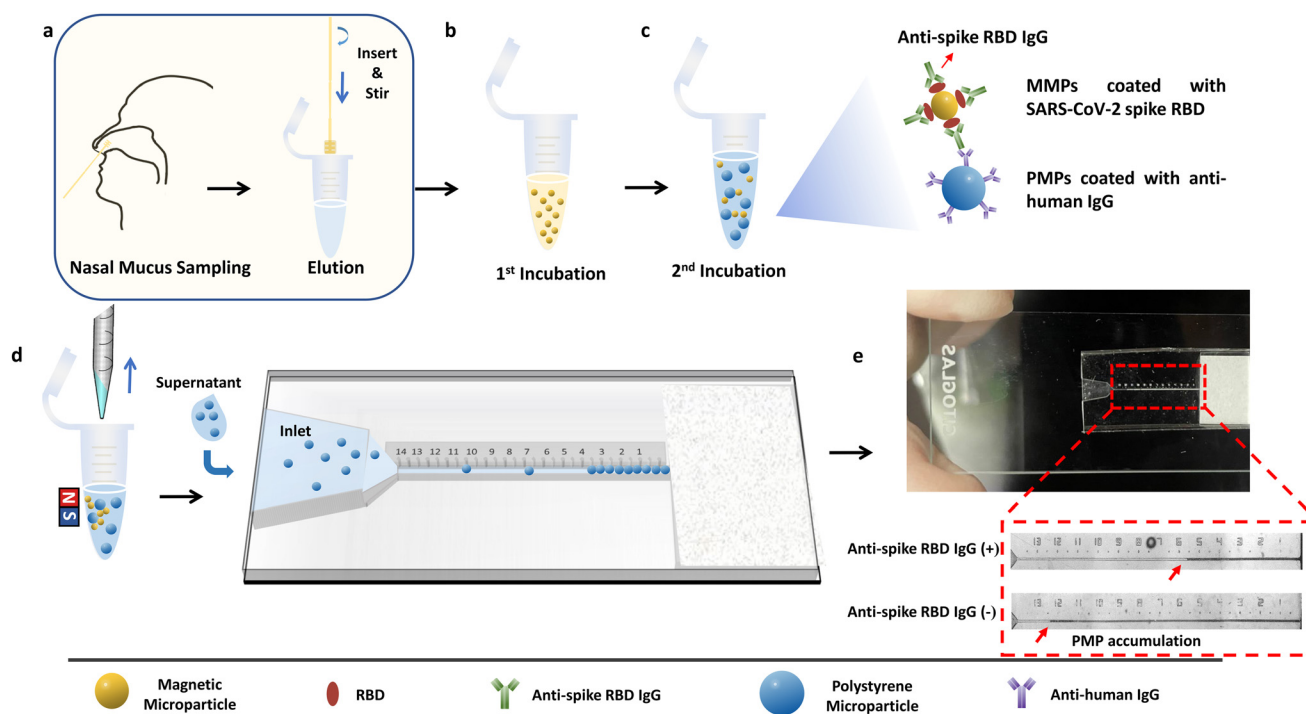 a
Insert
&
Stir
Nasal Mucus Sampling
Elution
b
1st Incubation
c
2nd Incubation
Anti-spike RBD IgG
MMPs coated with
SARS-CoV-2 spike RBD
PMPs coated with anti-
human IgG
d
N
S
Supernatant
Inlet
14 13 12 11 10 9 8 7 6 5 4 3 2 1
e
Anti-spike RBD IgG (+)
Anti-spike RBD IgG (-)
PMP accumulation
Magnetic
Microparticle
RBD
Anti-spike RBD IgG
Polystyrene
Microparticle
Anti-human IgG